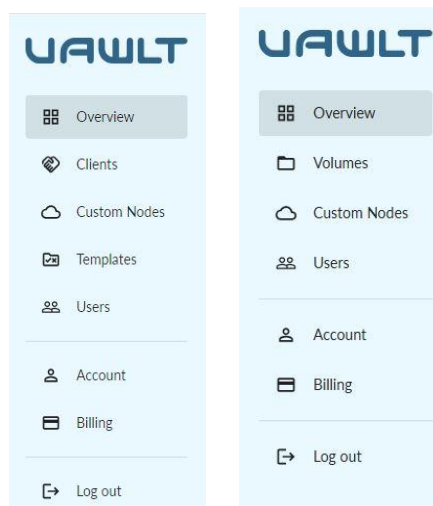 UAWLT
Overview
Clients
Custom Nodes
Templates
Users
Account
Billing
Log out
UAWLT
Overview
Volumes
Custom Nodes
Users
Account
Billing
Log out